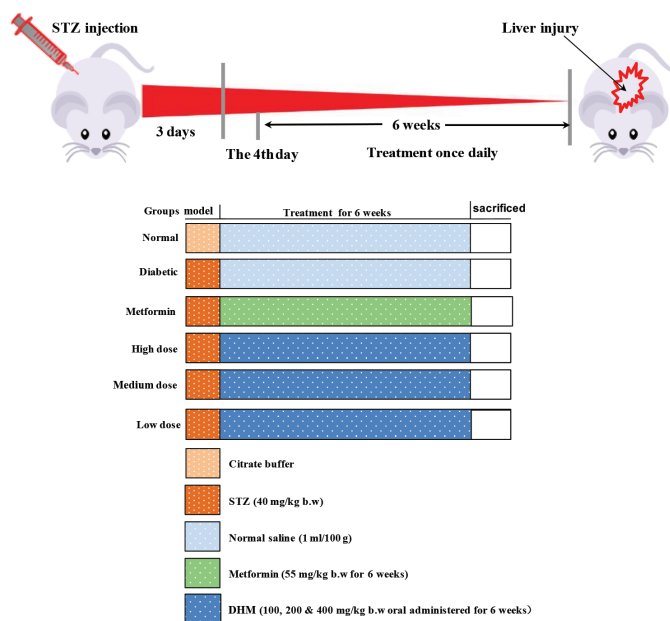 STZ injection
Liver injury
3 days
6 weeks
The 4th day
Treatment once daily
Groups model Treatment for 6 weeks sacrificed
Normal
Diabetic
Metformin
High dose
Medium dose
Low dose
Citrate buffer
STZ (40 mg/kg b.w)
Normal saline (1 ml/100 g)
Metformin (55 mg/kg b.w for 6 weeks)
DHM (100, 200 & 400 mg/kg b.w oral administered for 6 weeks）